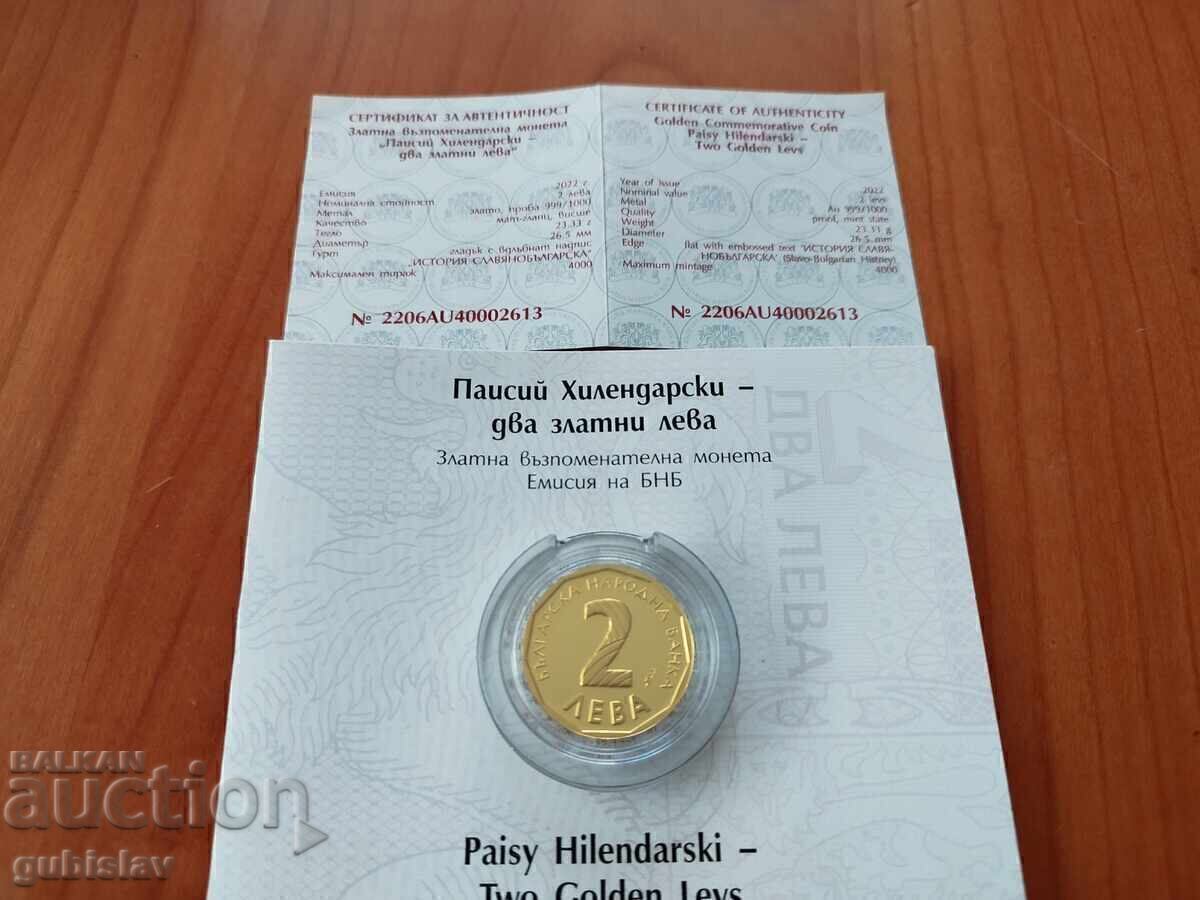 СЕРТИФИКАТ ЗА АВТЕНТИЧНОСТ
Златна възпоменателна монета
„Паисий Хилендарски –
два златни лева“
Емисия 2022 г.
Номинална стойност 2 лева
Метал злато, проба 999/1000
Качество мат-гланц, висше
Тегло 23.33 г
Диаметър 26.5 мм
Гурт гладък с вдлъбнат надпис
„ИСТОРИЯ СЛАВЯНОБЪЛГАРСКА“
Максимален тираж 4000
№ 2206AU40002613
CERTIFICATE OF AUTHENTICITY
Golden Commemorative Coin
Paisy Hilendarski –
Two Golden Levs
Year of Issue 2022
Nominal value 2 levs
Metal Au 999/1000
Quality proof, mint state
Weight 23.33 g
Diameter 26.5 mm
Edge flat with embossed text "ИСТОРИЯ СЛАВЯ-
НОБЪЛГАРСКА" (Slavo-Bulgarian History)
Maximum mintage 4000
№ 2206AU40002613
Паисий Хилендарски –
два златни лева
Златна възпоменателна монета
Емисия на БНБ
ДВА ЛЕВА
2
БЪЛГАРСКА НАРОДНА БАНКА
2
ЛЕВА
Paisy Hilendarski –
Two Golden Levs
BALKAN
auction
gubislav